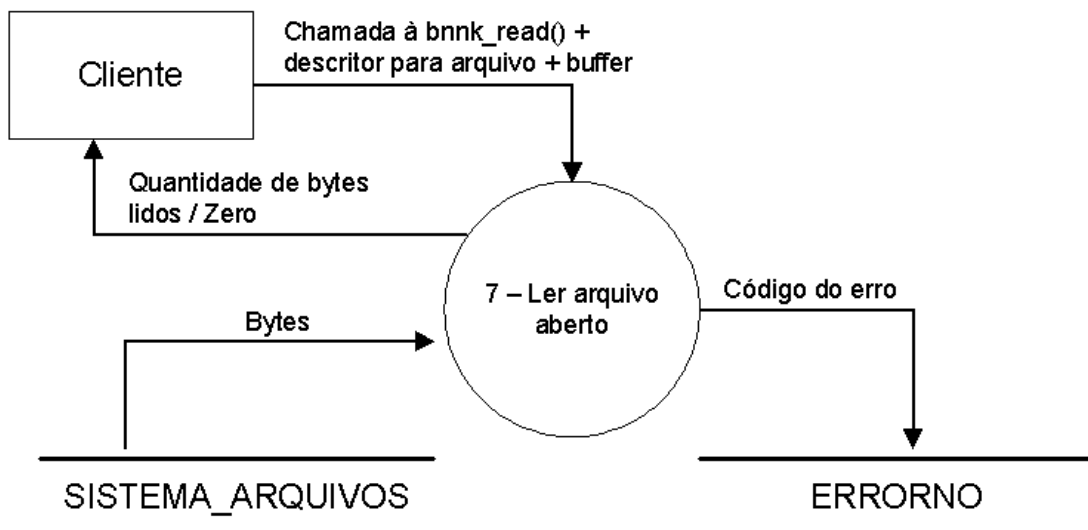 Chamada à bnnk_read() +
descritor para arquivo + buffer
Cliente
Quantidade de bytes
lidos / Zero
7 – Ler arquivo
aberto
Código do erro
Bytes
SISTEMA_ARQUIVOS
ERRORNO